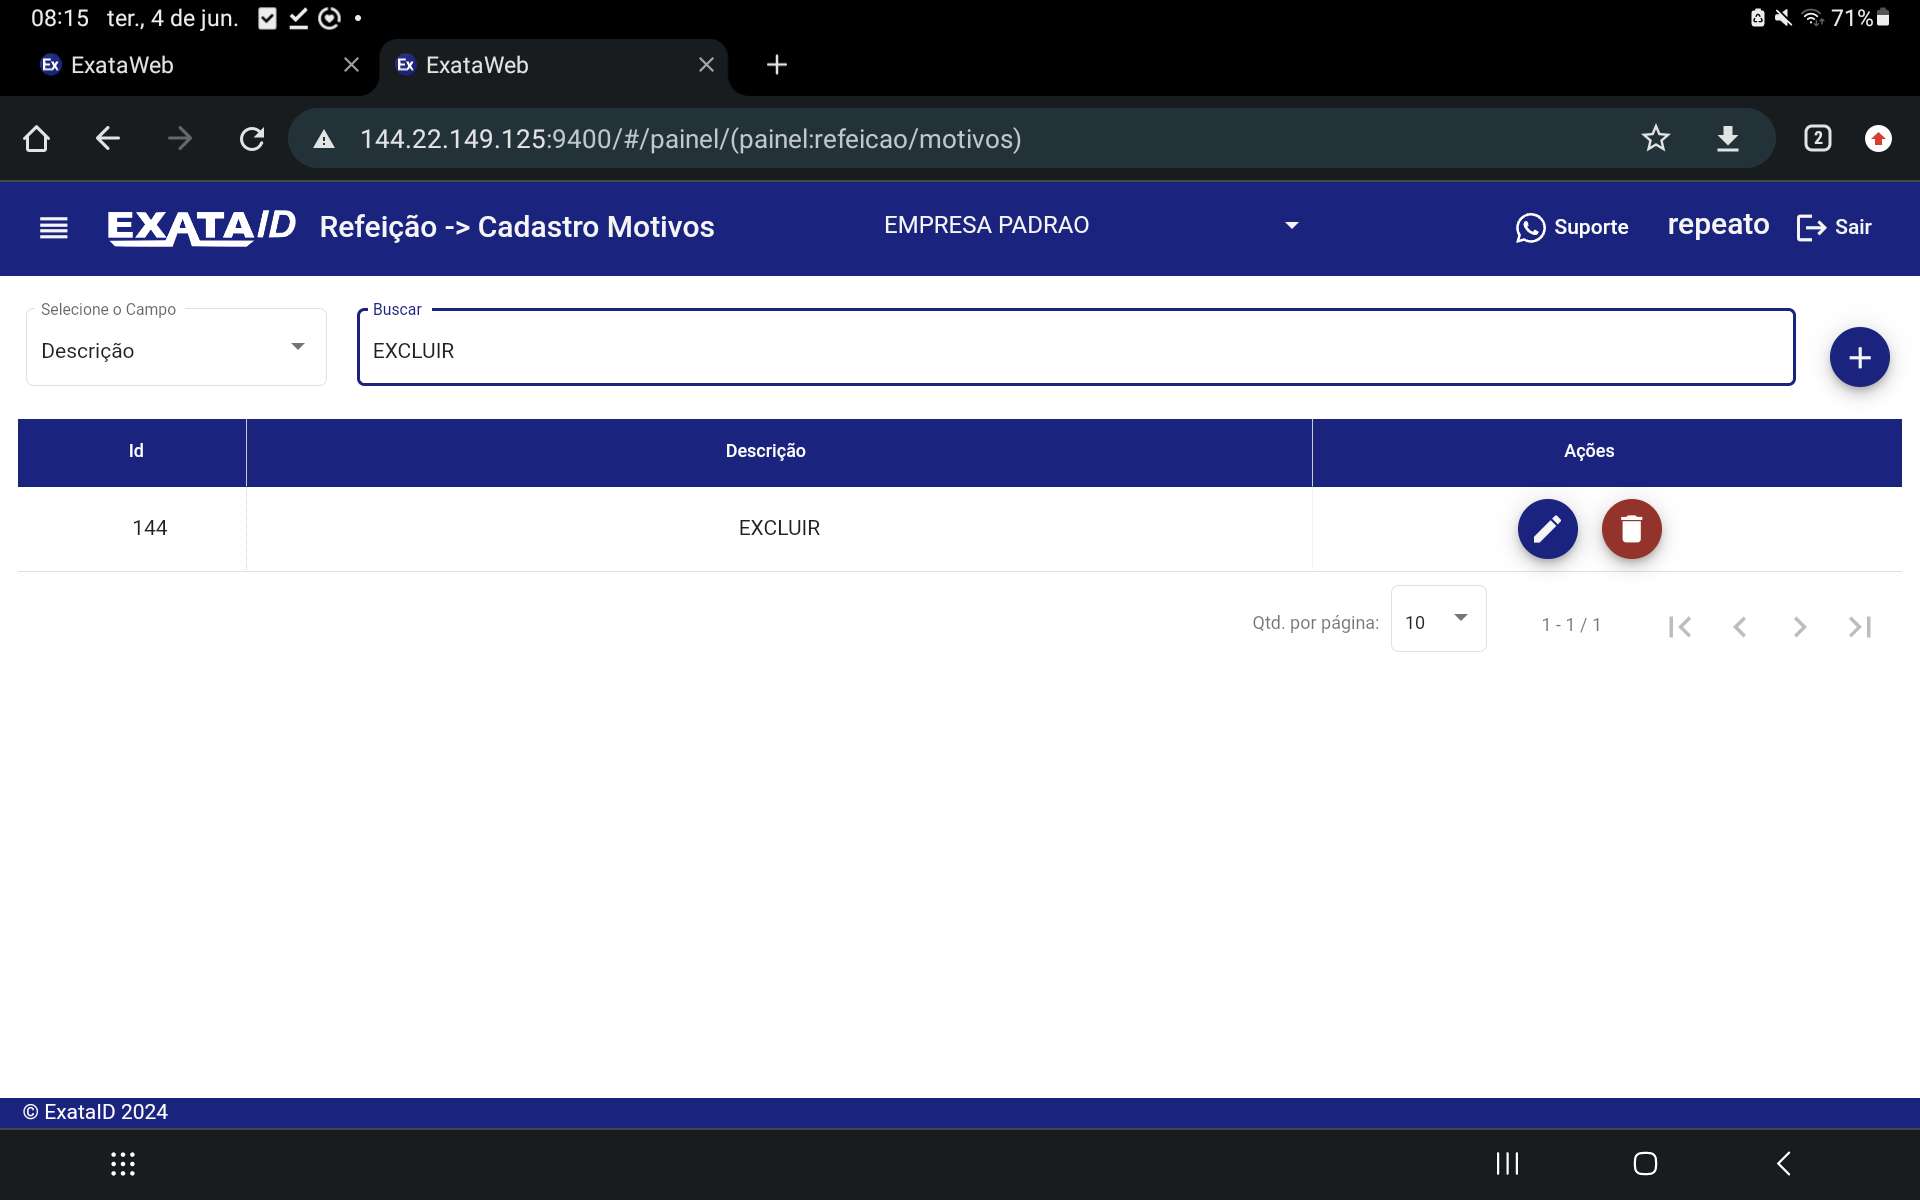 08:15 ter., 4 de jun. 71%
Ex ExataWeb Ex ExataWeb
144.22.149.125:9400/#/painel/(painel:refeicao/motivos) 2
EXATAID Refeição -> Cadastro Motivos EMPRESA PADRAO Suporte repeato Sair
Selecione o Campo Buscar
Descrição EXCLUIR
Id Descrição Ações
144 EXCLUIR
Qtd. por página: 10 1 - 1 / 1
© ExataID 2024